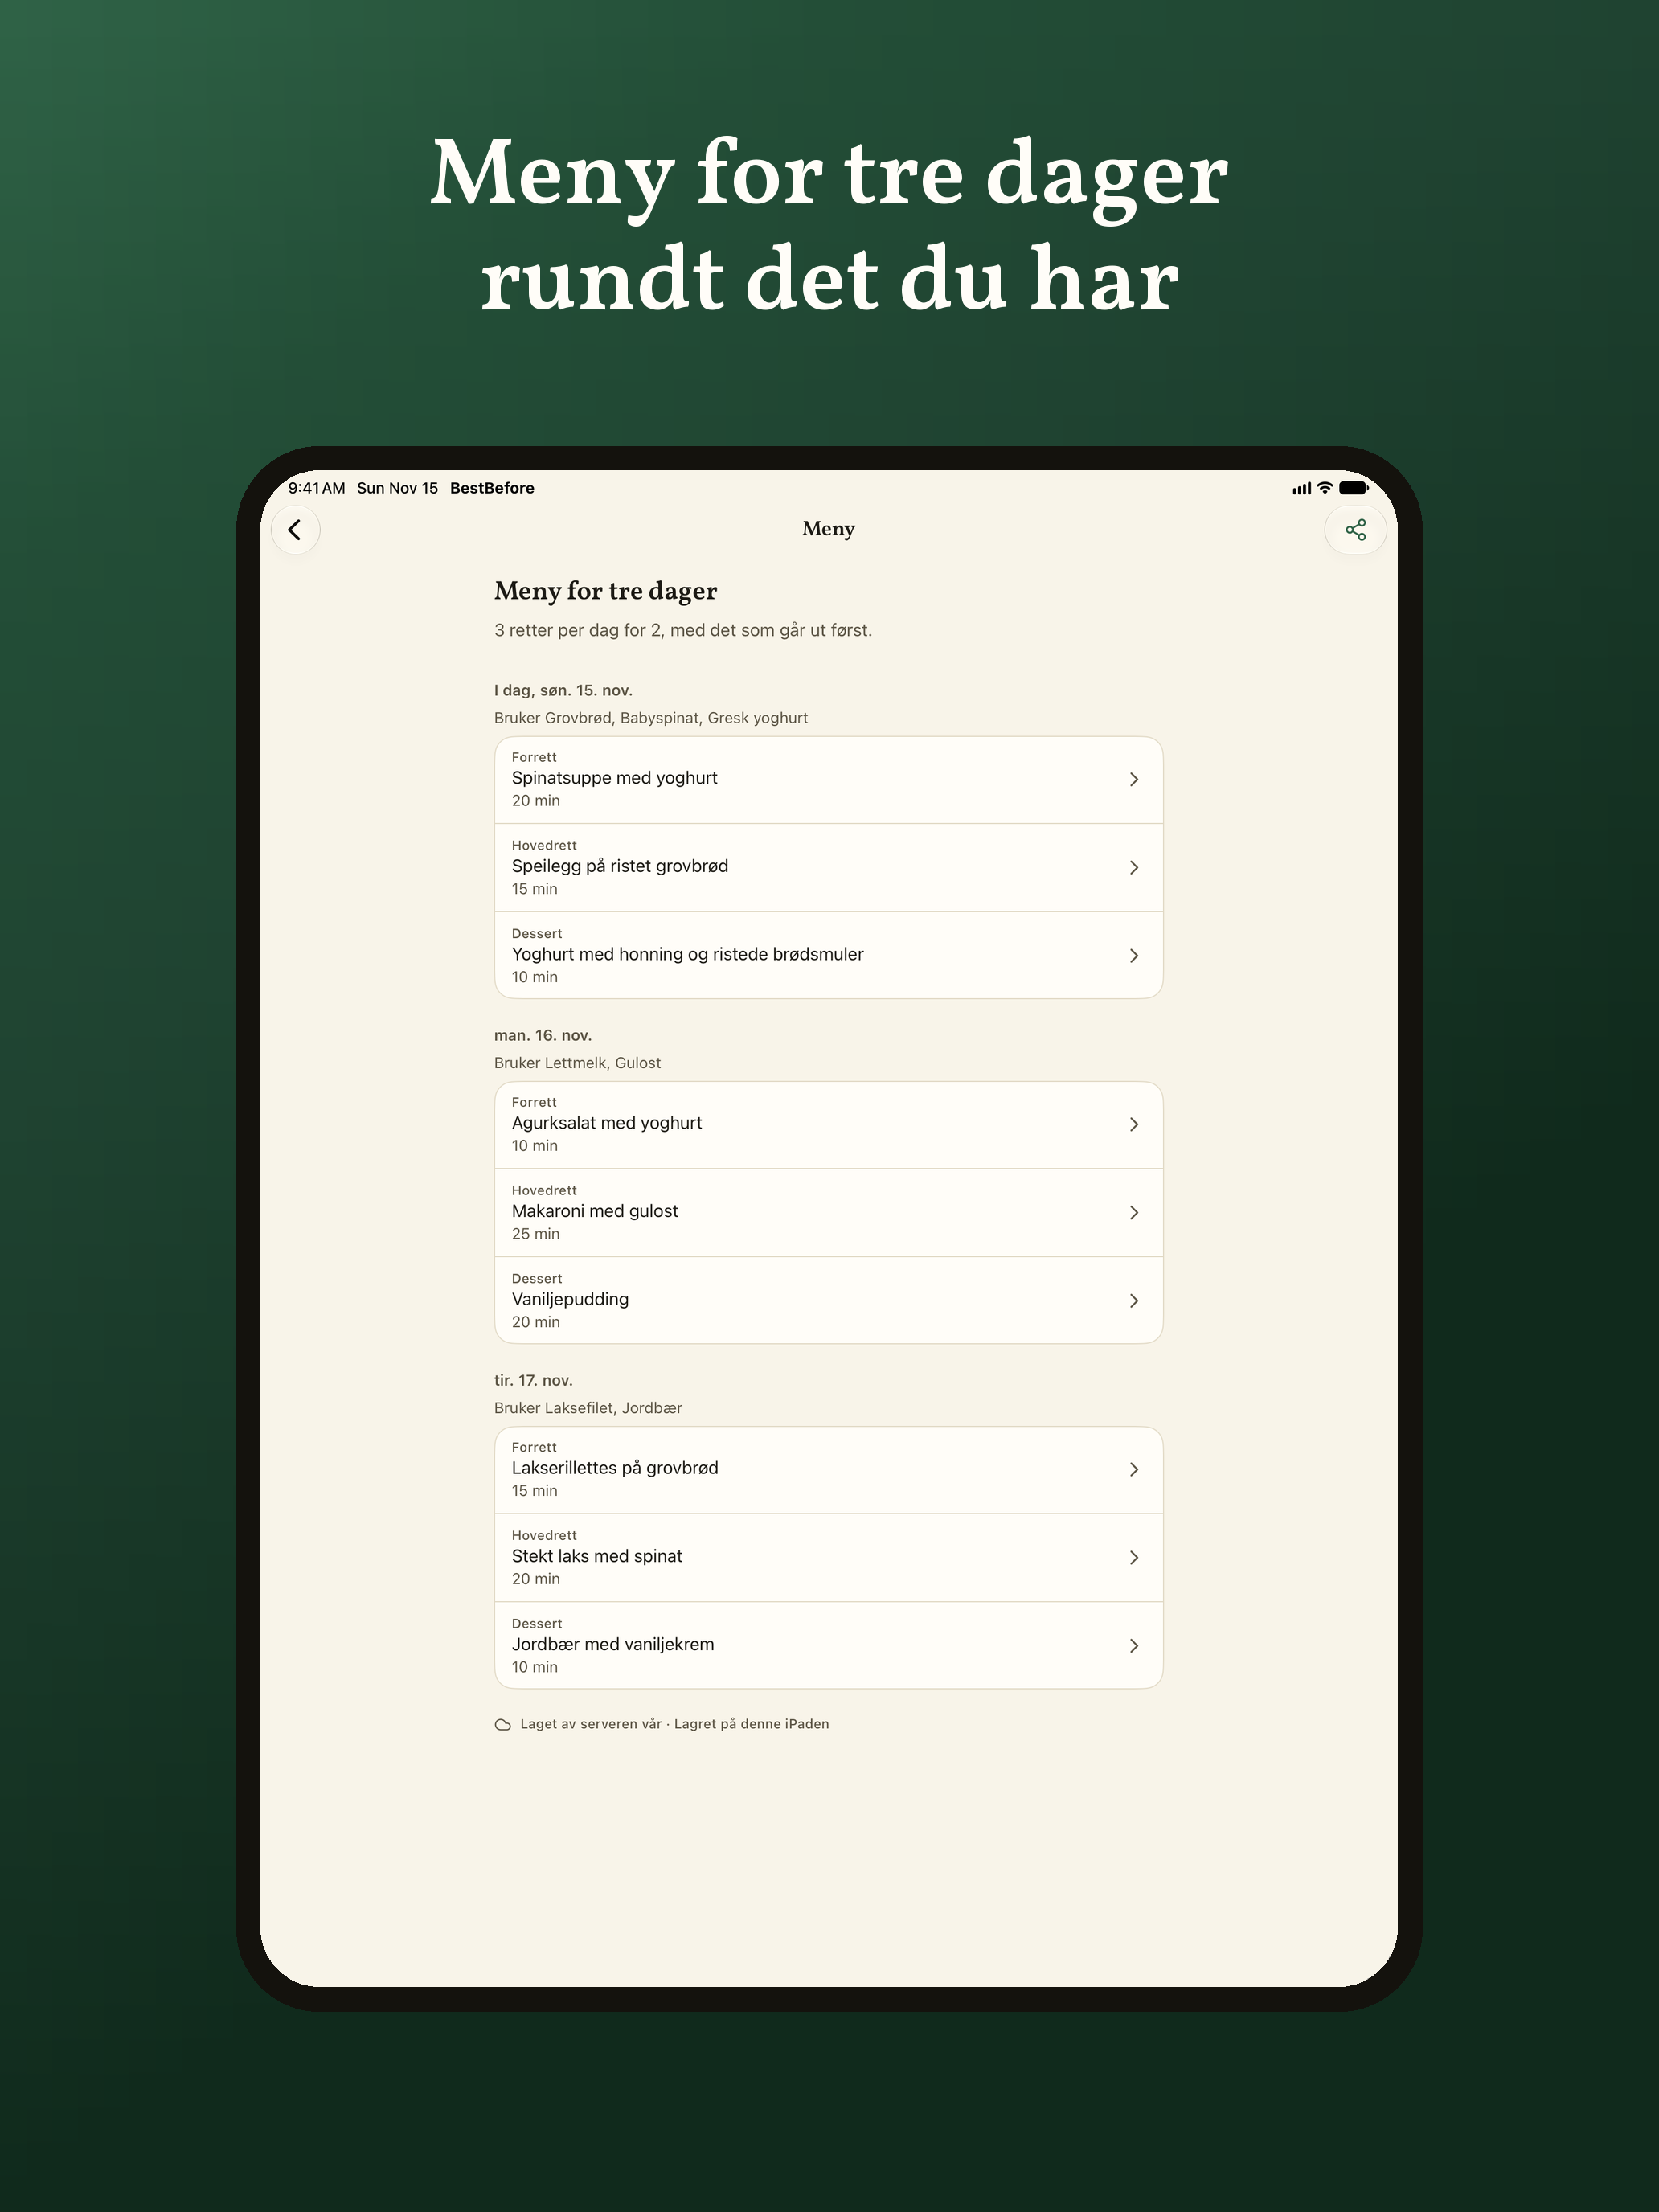 Meny for tre dager
rundt det du har
9:41 AM Sun Nov 15 BestBefore
Meny
Meny for tre dager
3 retter per dag for 2, med det som går ut først.
I dag, søn. 15. nov.
Bruker Grovbrød, Babyspinat, Gresk yoghurt
Forrett
Spinatsuppe med yoghurt
20 min
Hovedrett
Speilegg på ristet grovbrød
15 min
Dessert
Yoghurt med honning og ristede brødsmuler
10 min
man. 16. nov.
Bruker Lettmelk, Gulost
Forrett
Agurksalat med yoghurt
10 min
Hovedrett
Makaroni med gulost
25 min
Dessert
Vaniljepudding
20 min
tir. 17. nov.
Bruker Laksefilet, Jordbær
Forrett
Lakserillettes på grovbrød
15 min
Hovedrett
Stekt laks med spinat
20 min
Dessert
Jordbær med vaniljekrem
10 min
Laget av serveren vår · Lagret på denne iPaden